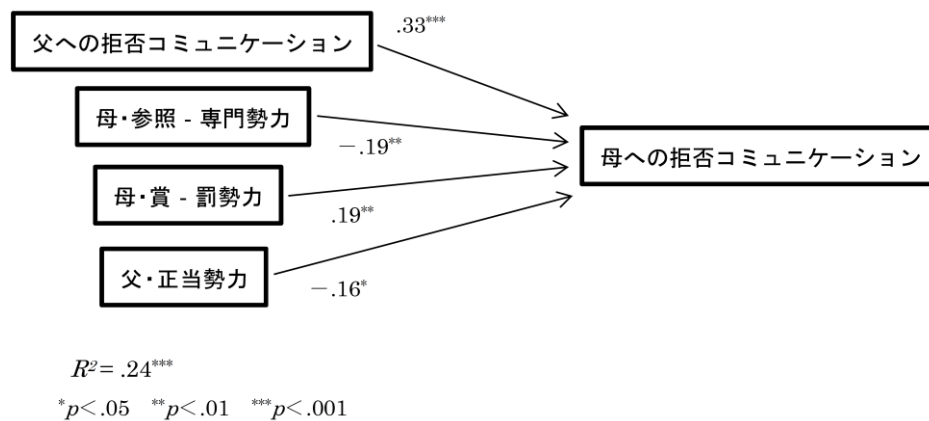 父への拒否コミュニケーション
.33***
母・参照 - 専門勢力
−.19**
母への拒否コミュニケーション
母・賞 - 罰勢力
.19**
父・正当勢力
−.16*
R²= .24***
*p<.05 **p<.01 ***p<.001